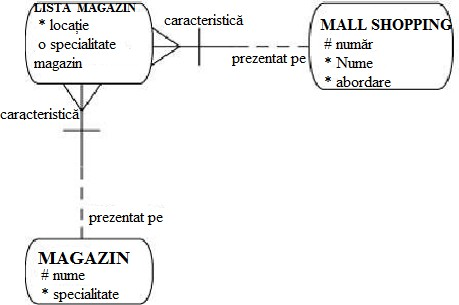 LISTA MAGAZIN
* locație
o specialitate
magazin
caracteristică
prezentat pe
MALL SHOPPING
# număr
* Nume
* abordare
caracteristică
prezentat pe
MAGAZIN
# nume
* specialitate